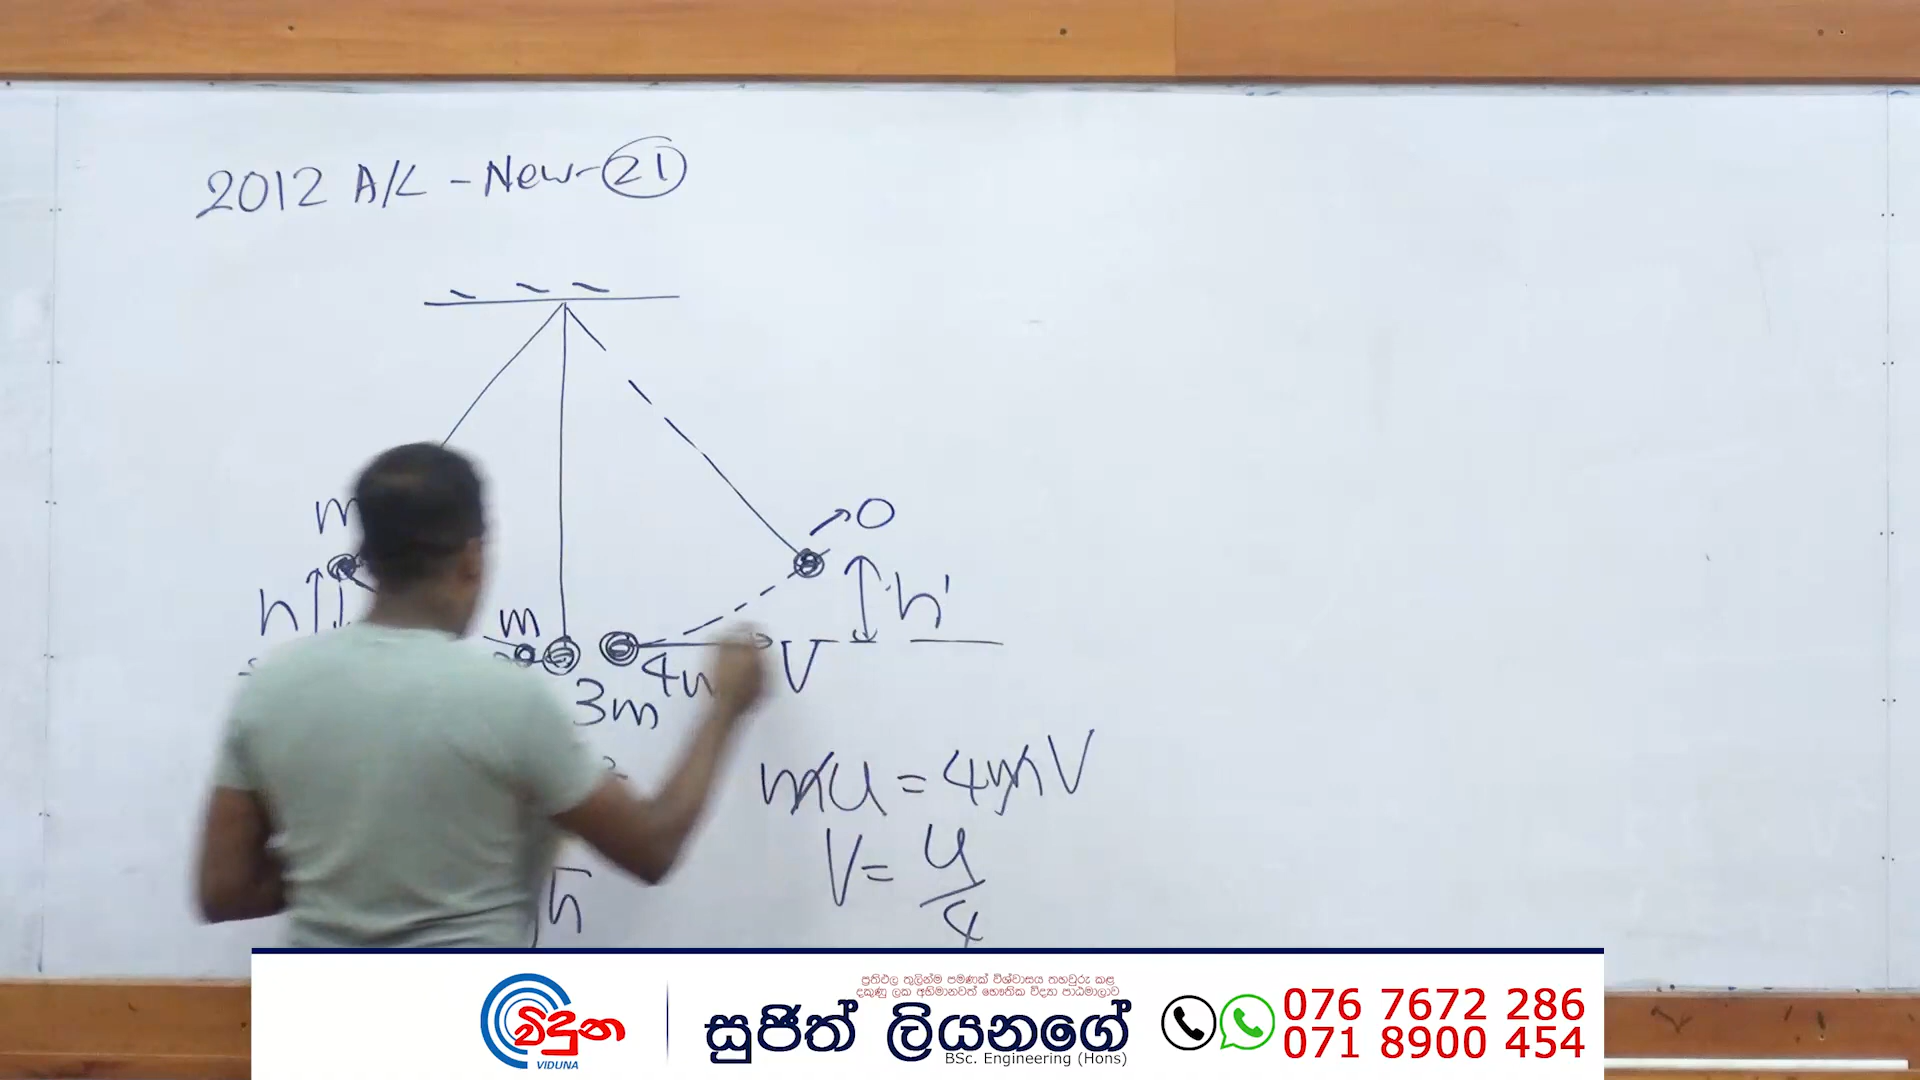 2012 A/L - New - 21
m
0
h
h'
m
4
V
3m
mu = 4mV
V = u
4
h
විදුන
VIDUNA
ප්‍රතිඵල තුලින්ම පමණක් විශ්වාසය තහවුරු කළ
දකුණු ලක අභිමානවත් භෞතික විද්‍යා පාඨමාලාව
සුජිත් ලියනගේ
BSc. Engineering (Hons)
076 7672 286
071 8900 454